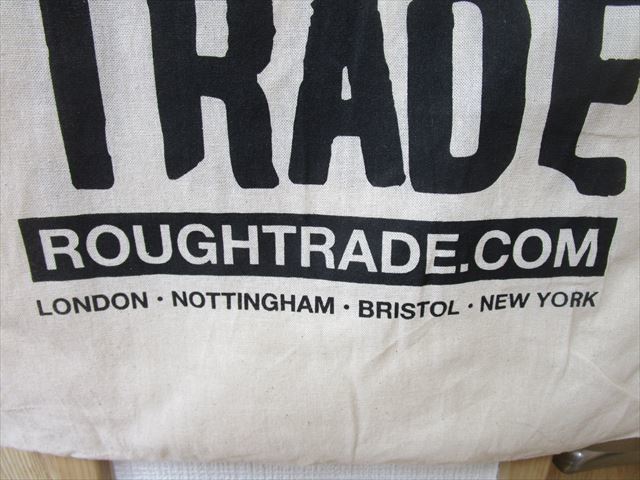 TRADE
ROUGHTRADE.COM
LONDON · NOTTINGHAM · BRISTOL · NEW YORK